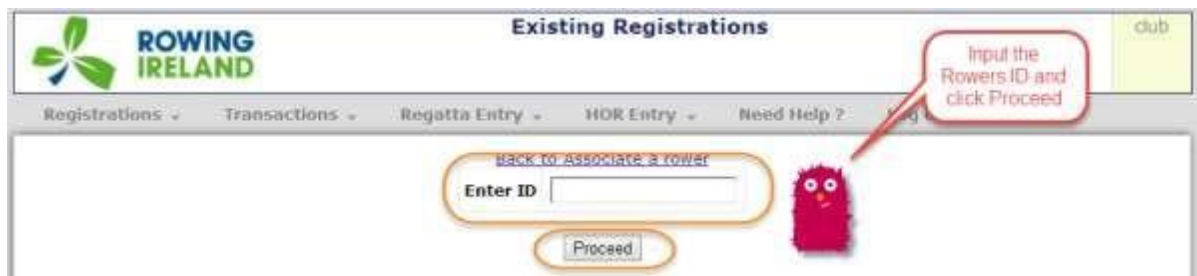 Existing Registrations
club
ROWING
IRELAND
Input the
Rowers ID and
click Proceed
Registrations
Transactions
Regatta Entry
HOR Entry
Need Help ?
Back to Associate a rower
Enter ID
Proceed